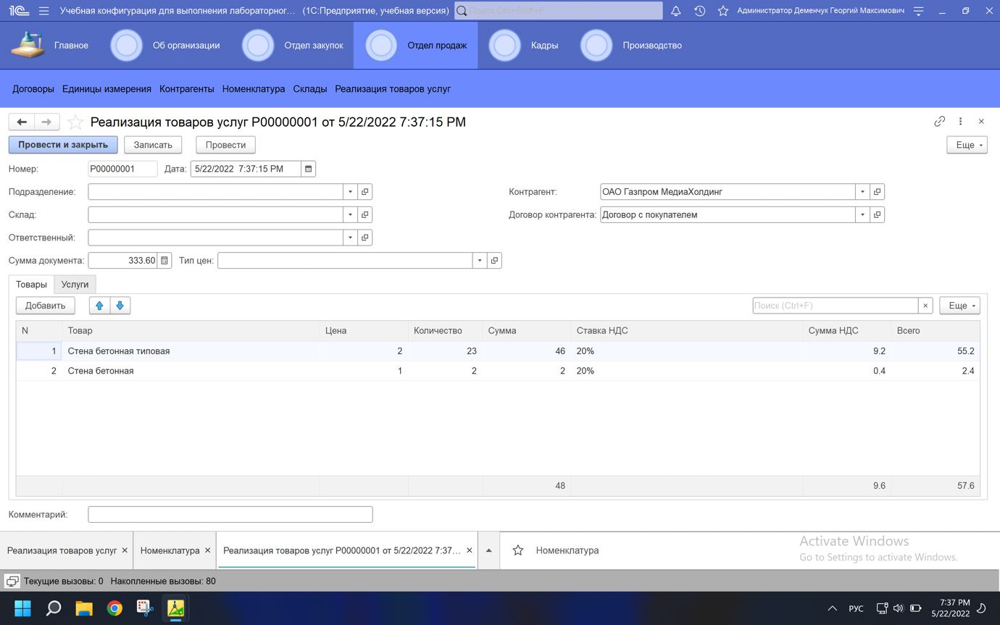 1С Учебная конфигурация для выполнения лабораторног... (1С:Предприятие, учебная версия) Поиск Ctrl+Shift+F Администратор Деменчук Георгий Максимович
Главное Об организации Отдел закупок Отдел продаж Кадры Производство
Договоры Единицы измерения Контрагенты Номенклатура Склады Реализация товаров услуг
Реализация товаров услуг Р00000001 от 5/22/2022 7:37:15 PM
Провести и закрыть Записать Провести Еще
Номер: Р00000001 Дата: 5/22/2022 7:37:15 PM
Подразделение: Контрагент: ОАО Газпром МедиаХолдинг
Склад: Договор контрагента: Договор с покупателем
Ответственный:
Сумма документа: 333.60 Тип цен:
Товары Услуги
Добавить Поиск (Ctrl+F) × Еще
N Товар Цена Количество Сумма Ставка НДС Сумма НДС Всего
1 Стена бетонная типовая 2 23 46 20% 9.2 55.2
2 Стена бетонная 1 2 2 20% 0.4 2.4
48 9.6 57.6
Комментарий:
Реализация товаров услуг × Номенклатура × Реализация товаров услуг Р00000001 от 5/22/2022 7:37... × Номенклатура
Activate Windows
Go to Settings to activate Windows.
Текущие вызовы: 0 Накопленные вызовы: 80
РУС 7:37 PM
5/22/2022